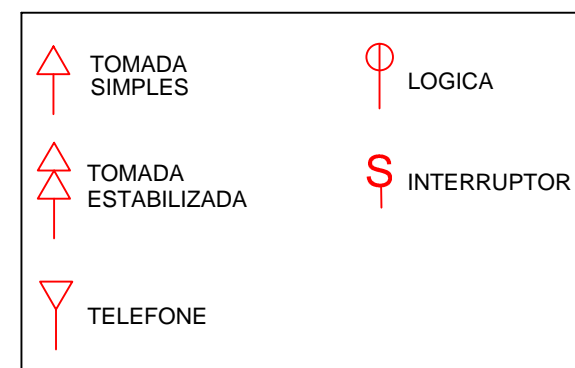 TOMADA
SIMPLES
TOMADA
ESTABILIZADA
TELEFONE
LOGICA
S
INTERRUPTOR